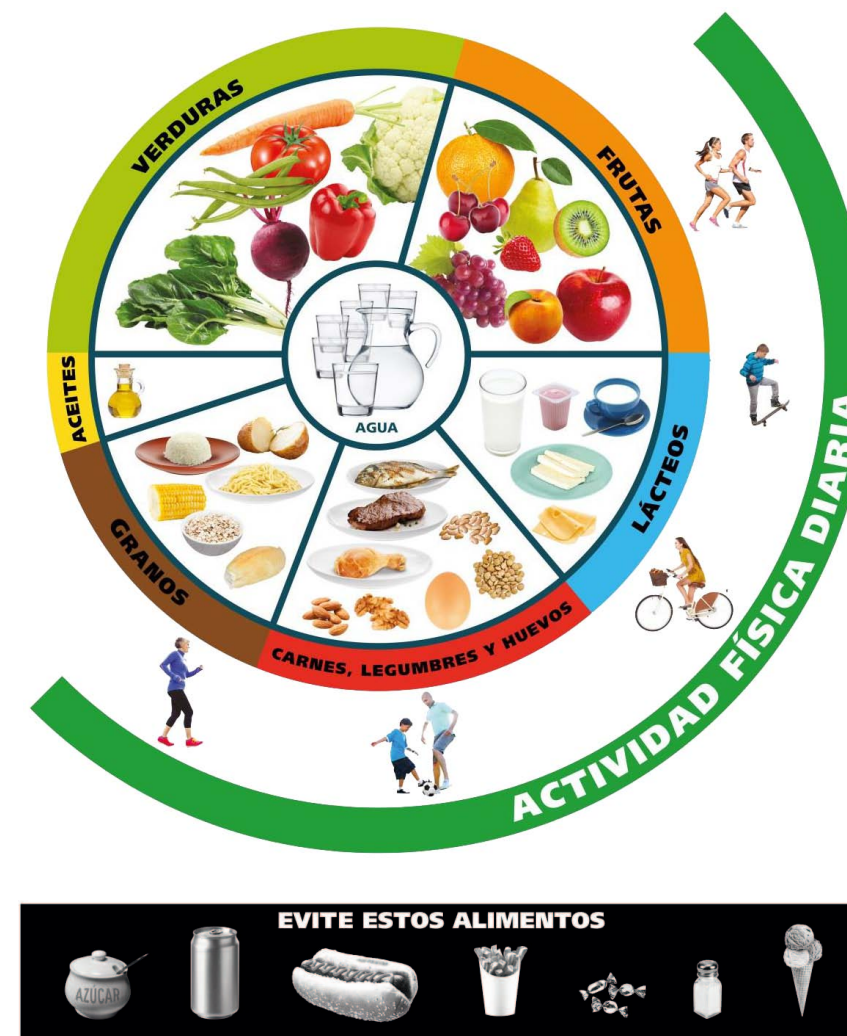 VERDURAS
FRUTAS
ACEITES
AGUA
LÁCTEOS
GRANOS
CARNES, LEGUMBRES Y HUEVOS
ACTIVIDAD FÍSICA DIARIA
EVITE ESTOS ALIMENTOS
AZÚCAR